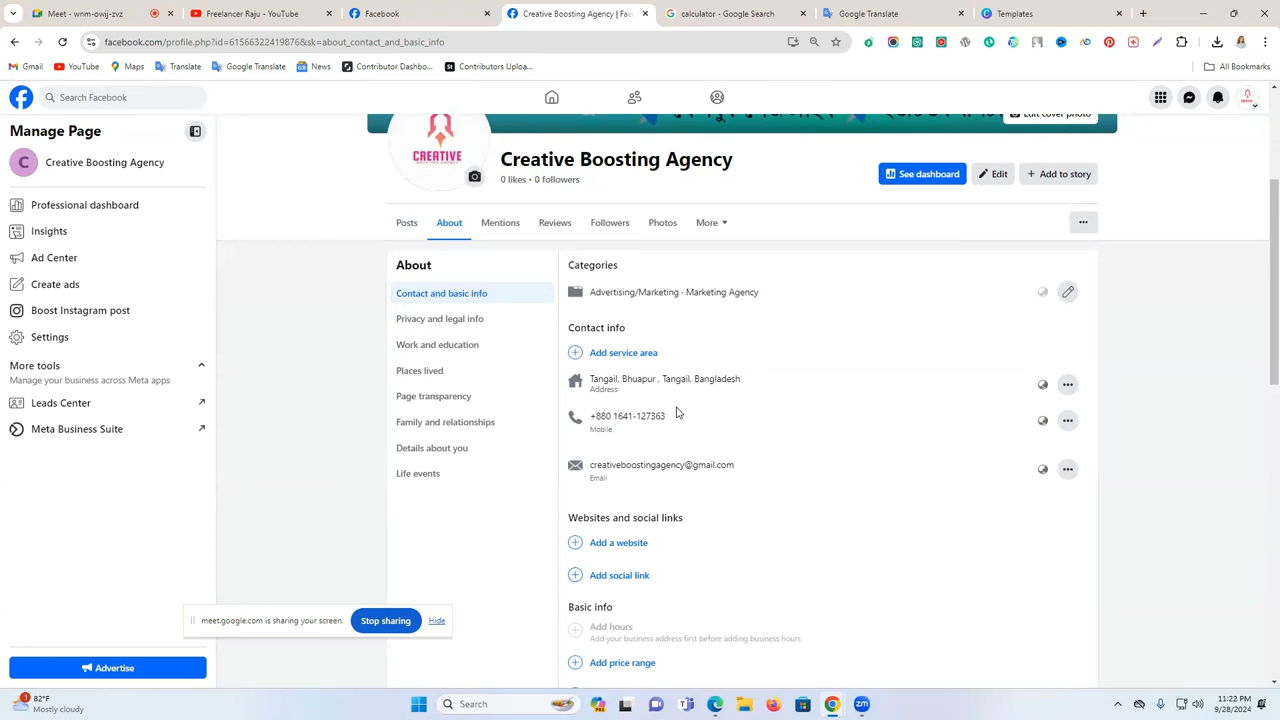 Meet - wnm-wiwj-zti
Freelancer Raju - YouTube
Facebook
Creative Boosting Agency | Fac
calculator - Google Search
Google Translate
Templates
facebook.com/profile.php?id=61566322419876&sk=about_contact_and_basic_info
Gmail
YouTube
Maps
Translate
Google Translate
News
Contributor Dashbo...
Contributors Uploa...
All Bookmarks
Search Facebook
Manage Page
Creative Boosting Agency
Professional dashboard
Insights
Ad Center
Create ads
Boost Instagram post
Settings
More tools
Manage your business across Meta apps
Leads Center
Meta Business Suite
Advertise
Edit cover photo
CREATIVE
Creative Boosting Agency
0 likes • 0 followers
See dashboard
Edit
Add to story
Posts
About
Mentions
Reviews
Followers
Photos
More
About
Contact and basic info
Privacy and legal info
Work and education
Places lived
Page transparency
Family and relationships
Details about you
Life events
Categories
Advertising/Marketing · Marketing Agency
Contact info
Add service area
Tangail, Bhuapur , Tangail, Bangladesh
Address
+880 1641-127363
Mobile
creativeboostingagency@gmail.com
Email
Websites and social links
Add a website
Add social link
Basic info
Add hours
Add your business address first before adding business hours
Add price range
meet.google.com is sharing your screen.
Stop sharing
Hide
82°F
Mostly cloudy
Search
11:22 PM
9/28/2024